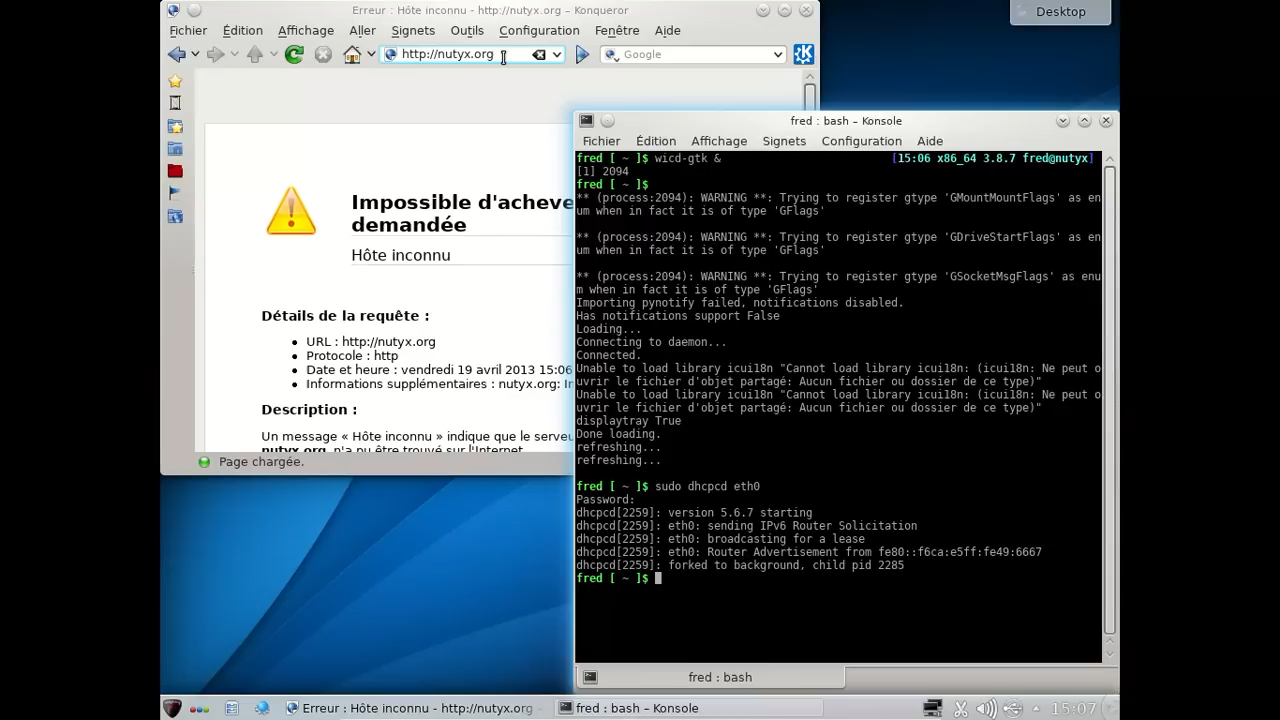 Erreur : Hôte inconnu - http://nutyx.org – Konqueror
Desktop
Fichier Édition Affichage Aller Signets Outils Configuration Fenêtre Aide
http://nutyx.org
Google
Impossible d'acheve
demandée
Hôte inconnu
Détails de la requête :
URL : http://nutyx.org
Protocole : http
Date et heure : vendredi 19 avril 2013 15:06
Informations supplémentaires : nutyx.org:
Description :
Un message « Hôte inconnu » indique que le serveu
nutyx.org, n'a pu être trouvé sur l'Internet.
Page chargée.
fred : bash – Konsole
Fichier Édition Affichage Signets Configuration Aide
fred [ ~ ]$ wicd-gtk & [15:06 x86_64 3.8.7 fred@nutyx]
[1] 2094
fred [ ~ ]$
** (process:2094): WARNING **: Trying to register gtype 'GMountMountFlags' as en
um when in fact it is of type 'GFlags'
** (process:2094): WARNING **: Trying to register gtype 'GDriveStartFlags' as en
um when in fact it is of type 'GFlags'
** (process:2094): WARNING **: Trying to register gtype 'GSocketMsgFlags' as enu
m when in fact it is of type 'GFlags'
Importing pynotify failed, notifications disabled.
Has notifications support False
Loading...
Connecting to daemon...
Connected.
Unable to load library icui18n "Cannot load library icui18n: (icui18n: Ne peut o
uvrir le fichier d'objet partagé: Aucun fichier ou dossier de ce type)"
Unable to load library icui18n "Cannot load library icui18n: (icui18n: Ne peut o
uvrir le fichier d'objet partagé: Aucun fichier ou dossier de ce type)"
displaytray True
Done loading.
refreshing...
refreshing...
fred [ ~ ]$ sudo dhcpcd eth0
Password:
dhcpcd[2259]: version 5.6.7 starting
dhcpcd[2259]: eth0: sending IPv6 Router Solicitation
dhcpcd[2259]: eth0: broadcasting for a lease
dhcpcd[2259]: eth0: Router Advertisement from fe80::f6ca:e5ff:fe49:6667
dhcpcd[2259]: forked to background, child pid 2285
fred [ ~ ]$
fred : bash
Erreur : Hôte inconnu - http://nutyx.org
fred : bash – Konsole
15:07